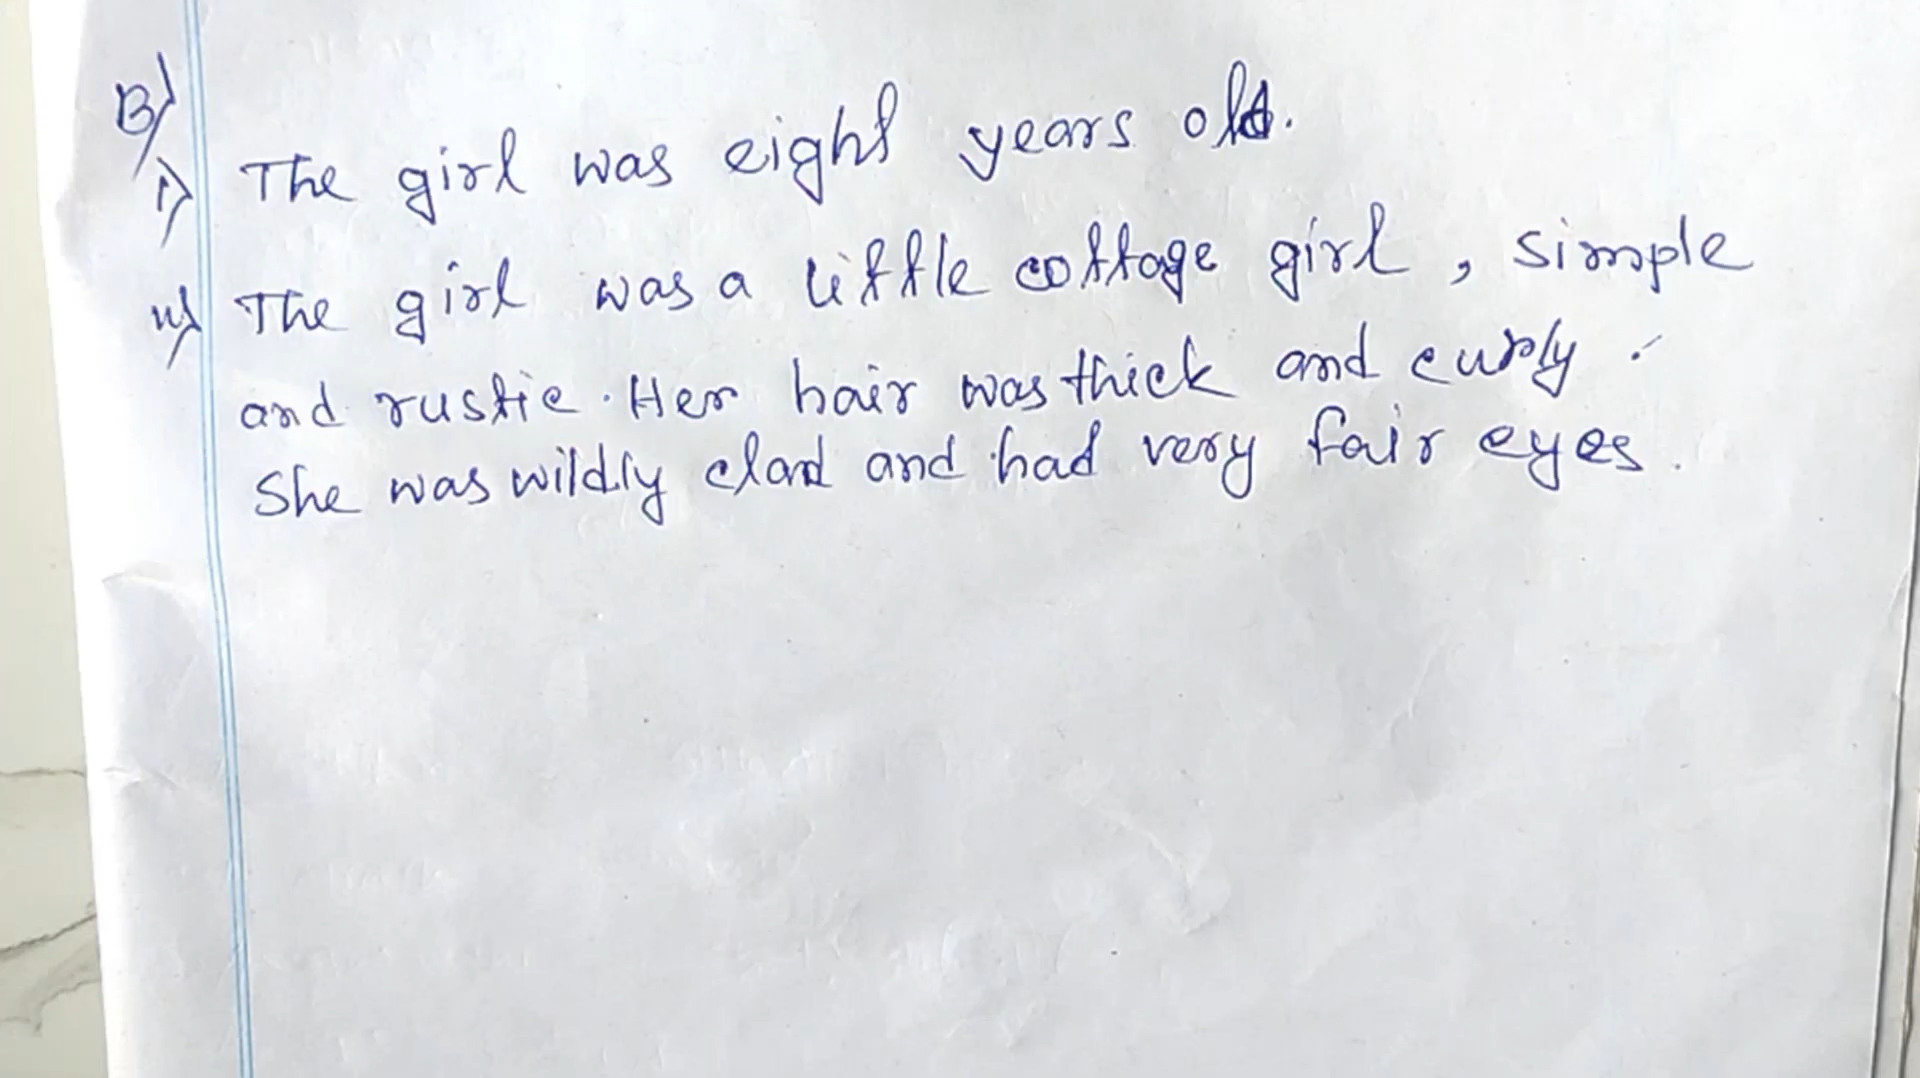 B)
i) The girl was eight years old.
ii) The girl was a little cottage girl, simple
and rustic. Her hair was thick and curly.
She was wildly clad and had very fair eyes.